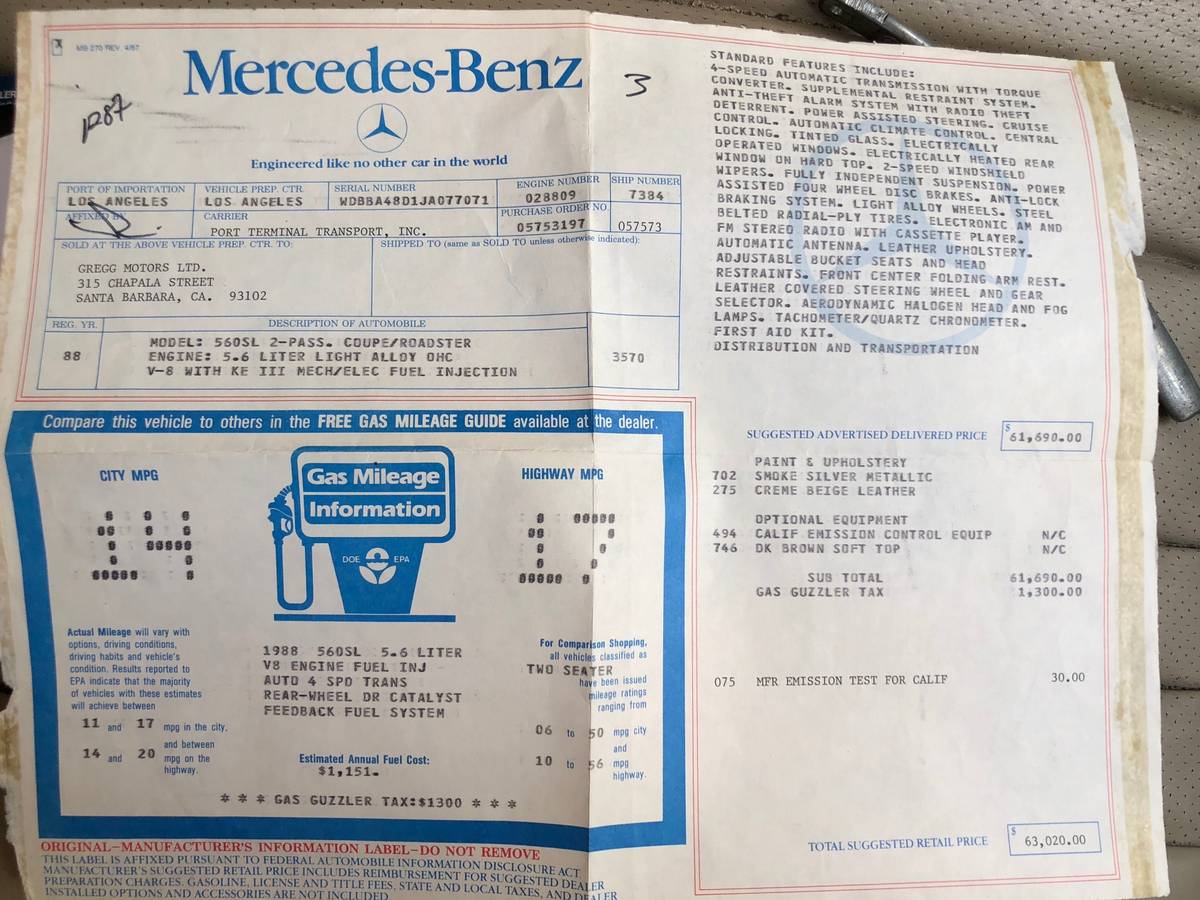 MB 270 REV. 4/87
Mercedes-Benz
3
Engineered like no other car in the world
PORT OF IMPORTATION
LOS ANGELES
VEHICLE PREP. CTR.
LOS ANGELES
SERIAL NUMBER
WDBBA48D1JA077071
ENGINE NUMBER
028809
SHIP NUMBER
7384
AFFIXED BY
CARRIER
PORT TERMINAL TRANSPORT, INC.
PURCHASE ORDER NO.
05753197
057573
SOLD AT THE ABOVE VEHICLE PREP. CTR. TO:
GREGG MOTORS LTD.
315 CHAPALA STREET
SANTA BARBARA, CA. 93102
SHIPPED TO (same as SOLD TO unless otherwise indicated):
REG. YR.
88
DESCRIPTION OF AUTOMOBILE
MODEL: 560SL 2-PASS. COUPE/ROADSTER
ENGINE: 5.6 LITER LIGHT ALLOY OHC
V-8 WITH KE III MECH/ELEC FUEL INJECTION
3570
Compare this vehicle to others in the FREE GAS MILEAGE GUIDE available at the dealer.
CITY MPG
14
Gas Mileage
Information
DOE EPA
HIGHWAY MPG
17
Actual Mileage will vary with
options, driving conditions,
driving habits and vehicle's
condition. Results reported to
EPA indicate that the majority
of vehicles with these estimates
will achieve between
11 and 17 mpg in the city,
and between
14 and 20 mpg on the
highway.
1988 560SL 5.6 LITER
V8 ENGINE FUEL INJ
AUTO 4 SPD TRANS
REAR-WHEEL DR CATALYST
FEEDBACK FUEL SYSTEM
Estimated Annual Fuel Cost:
$1,151.
For Comparison Shopping,
all vehicles classified as
TWO SEATER
have been issued
mileage ratings
ranging from
06 to 50 mpg city
and
10 to 56 mpg
highway.
* * * GAS GUZZLER TAX:$1300 * * *
ORIGINAL—MANUFACTURER'S INFORMATION LABEL—DO NOT REMOVE
THIS LABEL IS AFFIXED PURSUANT TO FEDERAL AUTOMOBILE INFORMATION DISCLOSURE ACT.
MANUFACTURER'S SUGGESTED RETAIL PRICE INCLUDES REIMBURSEMENT FOR SUGGESTED DEALER
PREPARATION CHARGES. GASOLINE, LICENSE AND TITLE FEES, STATE AND LOCAL TAXES, AND DEALER
INSTALLED OPTIONS AND ACCESSORIES ARE NOT INCLUDED
STANDARD FEATURES INCLUDE:
4-SPEED AUTOMATIC TRANSMISSION WITH TORQUE
CONVERTER. SUPPLEMENTAL RESTRAINT SYSTEM.
ANTI-THEFT ALARM SYSTEM WITH RADIO THEFT
DETERRENT. POWER ASSISTED STEERING. CRUISE
CONTROL. AUTOMATIC CLIMATE CONTROL. CENTRAL
LOCKING. TINTED GLASS. ELECTRICALLY
OPERATED WINDOWS. ELECTRICALLY HEATED REAR
WINDOW ON HARD TOP. 2-SPEED WINDSHIELD
WIPERS. FULLY INDEPENDENT SUSPENSION. POWER
ASSISTED FOUR WHEEL DISC BRAKES. ANTI-LOCK
BRAKING SYSTEM. LIGHT ALLOY WHEELS. STEEL
BELTED RADIAL-PLY TIRES. ELECTRONIC AM AND
FM STEREO RADIO WITH CASSETTE PLAYER.
AUTOMATIC ANTENNA. LEATHER UPHOLSTERY.
ADJUSTABLE BUCKET SEATS AND HEAD
RESTRAINTS. FRONT CENTER FOLDING ARM REST.
LEATHER COVERED STEERING WHEEL AND GEAR
SELECTOR. AERODYNAMIC HALOGEN HEAD AND FOG
LAMPS. TACHOMETER/QUARTZ CHRONOMETER.
FIRST AID KIT.
DISTRIBUTION AND TRANSPORTATION
SUGGESTED ADVERTISED DELIVERED PRICE $ 61,690.00
PAINT & UPHOLSTERY
702 SMOKE SILVER METALLIC
275 CREME BEIGE LEATHER
OPTIONAL EQUIPMENT
494 CALIF EMISSION CONTROL EQUIP N/C
746 DK BROWN SOFT TOP N/C
SUB TOTAL 61,690.00
GAS GUZZLER TAX 1,300.00
075 MFR EMISSION TEST FOR CALIF 30.00
TOTAL SUGGESTED RETAIL PRICE $ 63,020.00